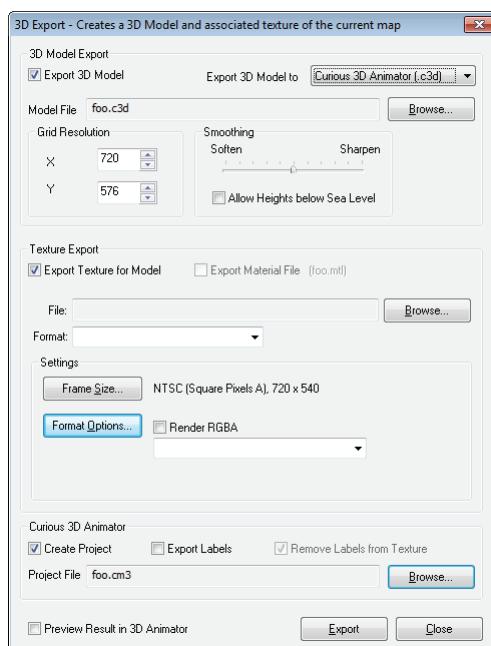 3D Export - Creates a 3D Model and associated texture of the current map
3D Model Export
Export 3D Model
Export 3D Model to
Curious 3D Animator (.c3d)
Model File
foo.c3d
Browse...
Grid Resolution
X
720
Y
576
Smoothing
Soften
Sharpen
Allow Heights below Sea Level
Texture Export
Export Texture for Model
Export Material File
(foo.mtl)
File:
Browse...
Format:
Settings
Frame Size...
NTSC (Square Pixels A), 720 x 540
Format Options...
Render RGBA
Curious 3D Animator
Create Project
Export Labels
Remove Labels from Texture
Project File
foo.cm3
Browse...
Preview Result in 3D Animator
Export
Close